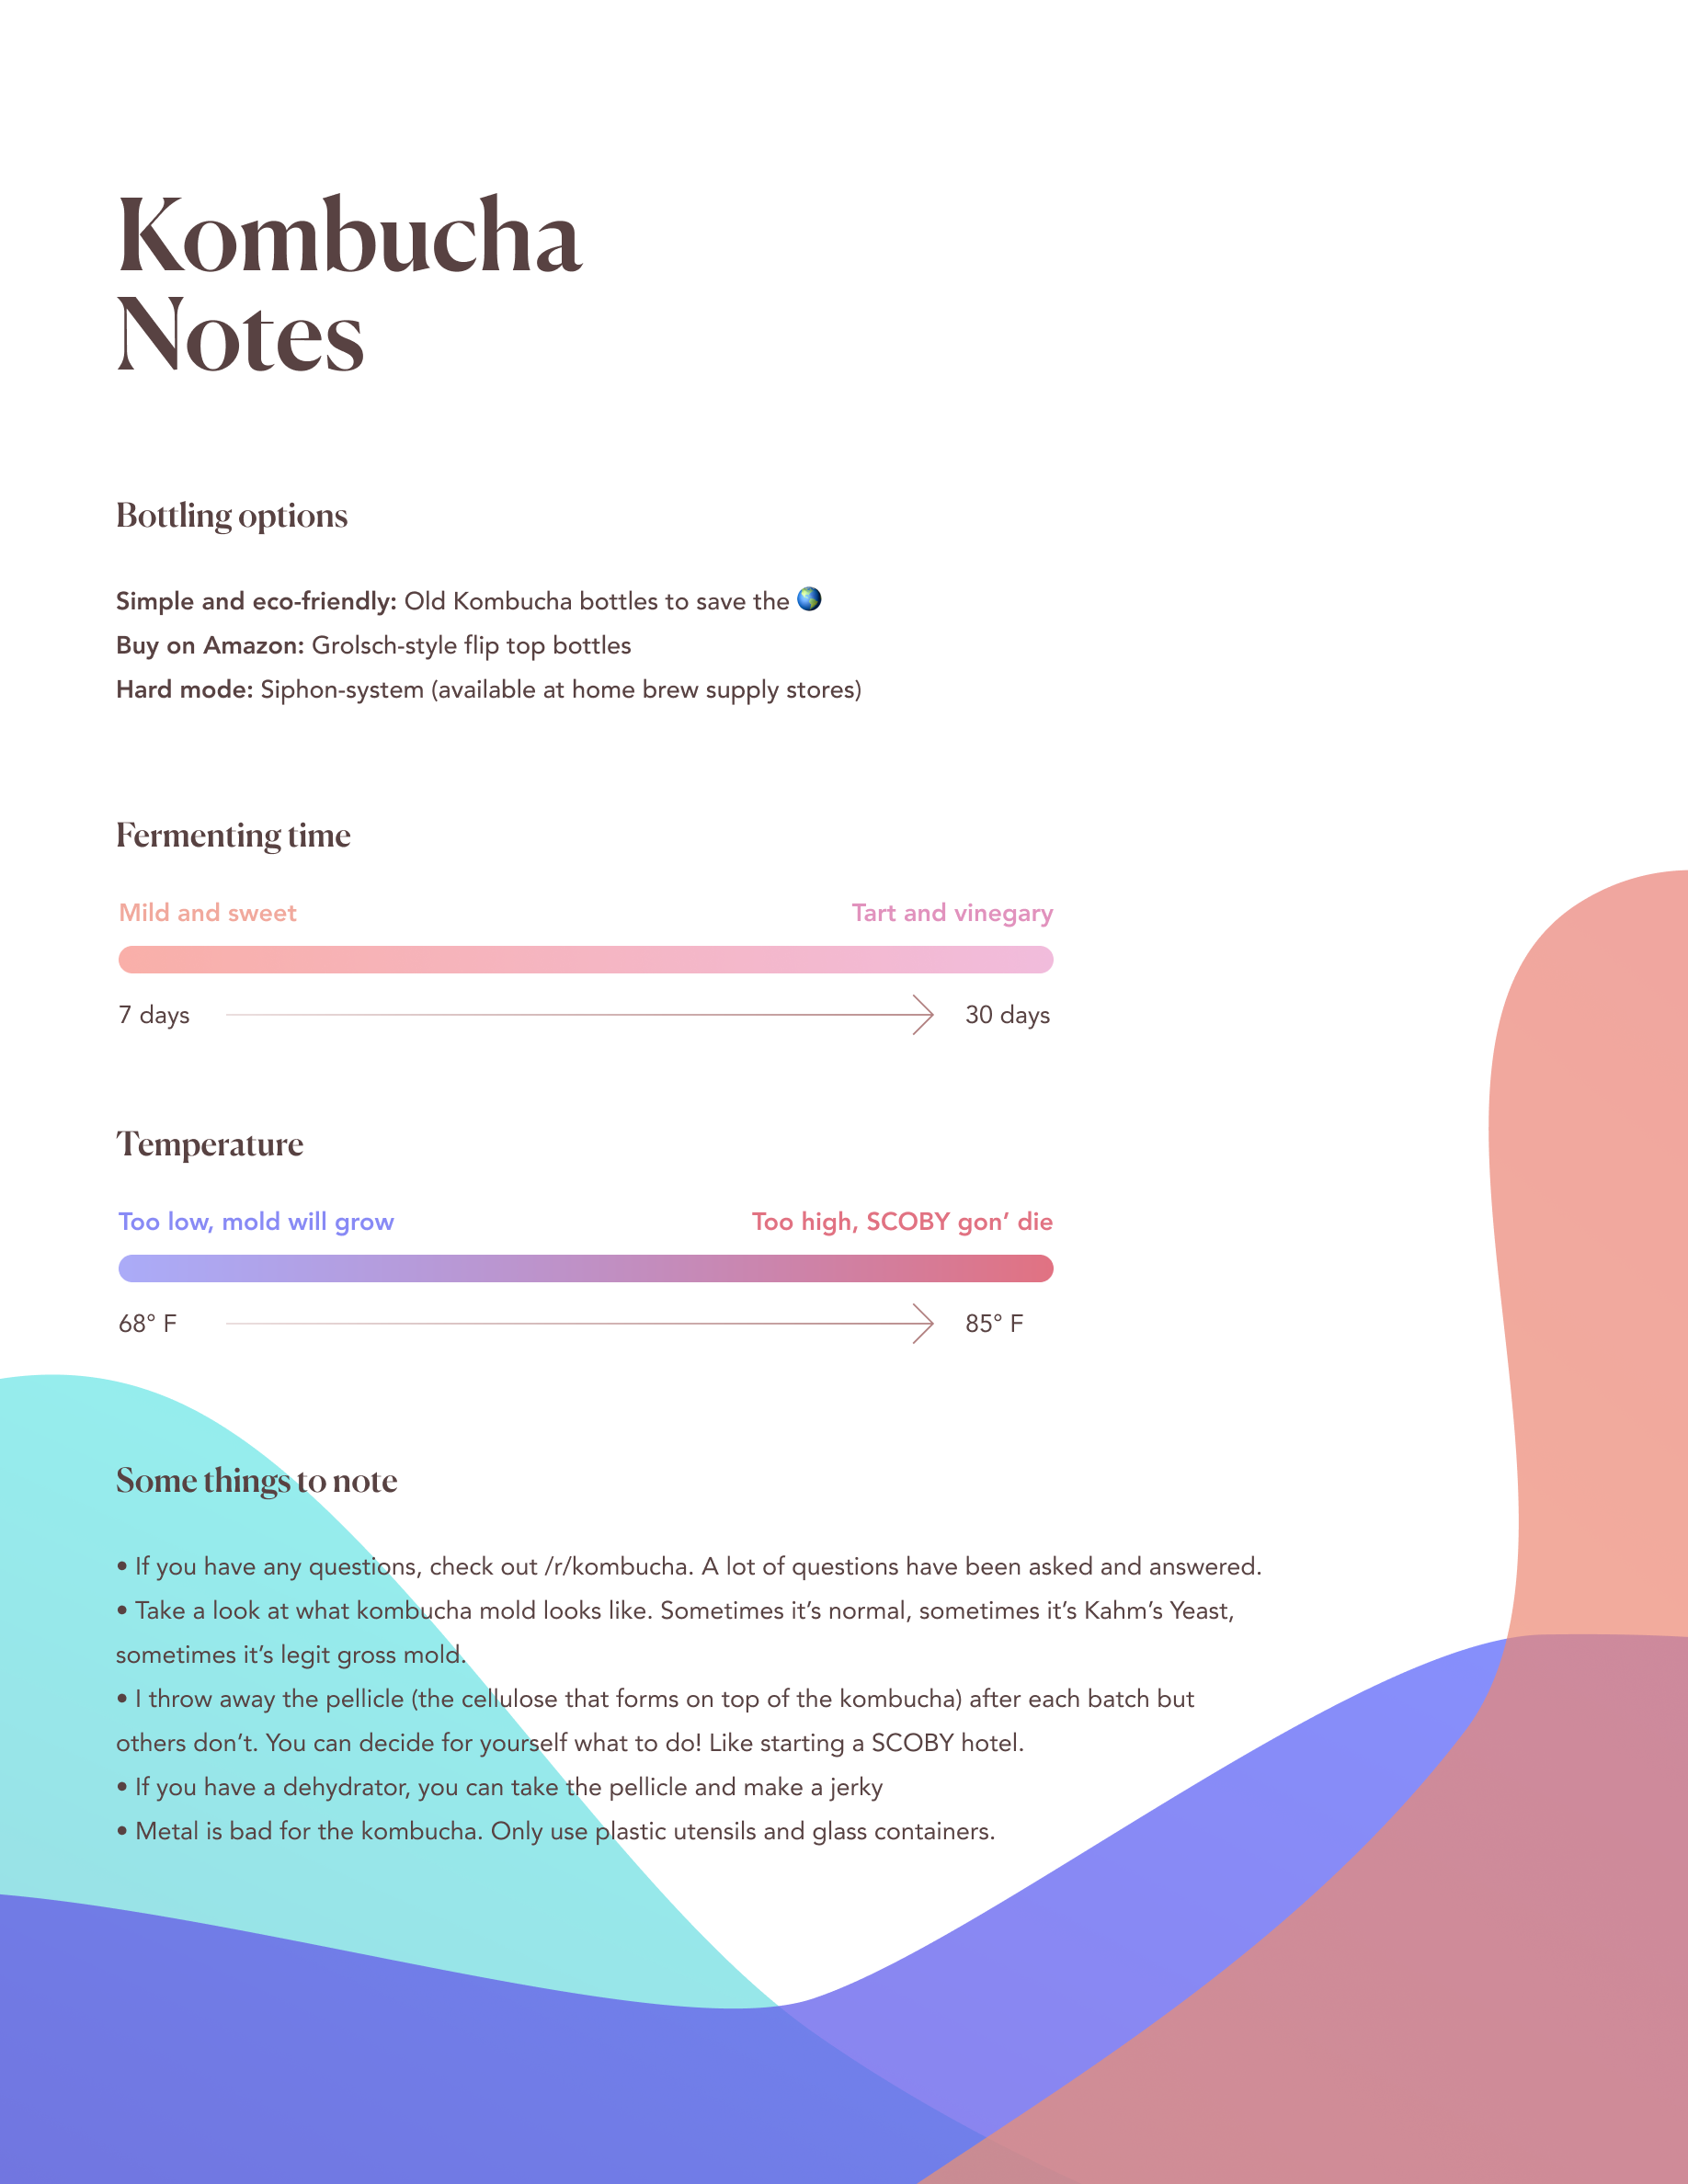 Kombucha
Notes
Bottling options
Simple and eco-friendly: Old Kombucha bottles to save the 🌎
Buy on Amazon: Grolsch-style flip top bottles
Hard mode: Siphon-system (available at home brew supply stores)
Fermenting time
Mild and sweet
Tart and vinegary
7 days
30 days
Temperature
Too low, mold will grow
Too high, SCOBY gon’ die
68° F
85° F
Some things to note
• If you have any questions, check out /r/kombucha. A lot of questions have been asked and answered.
• Take a look at what kombucha mold looks like. Sometimes it’s normal, sometimes it’s Kahm’s Yeast,
sometimes it’s legit gross mold.
• I throw away the pellicle (the cellulose that forms on top of the kombucha) after each batch but
others don’t. You can decide for yourself what to do! Like starting a SCOBY hotel.
• If you have a dehydrator, you can take the pellicle and make a jerky
• Metal is bad for the kombucha. Only use plastic utensils and glass containers.